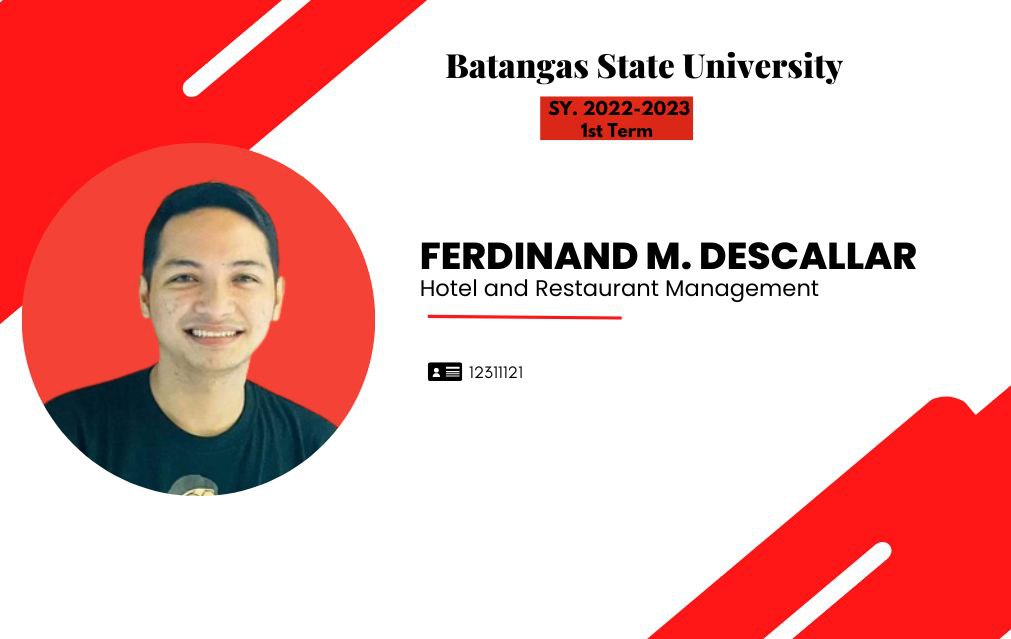 Batangas State University
SY. 2022-2023
1st Term
FERDINAND M. DESCALLAR
Hotel and Restaurant Management
12311121